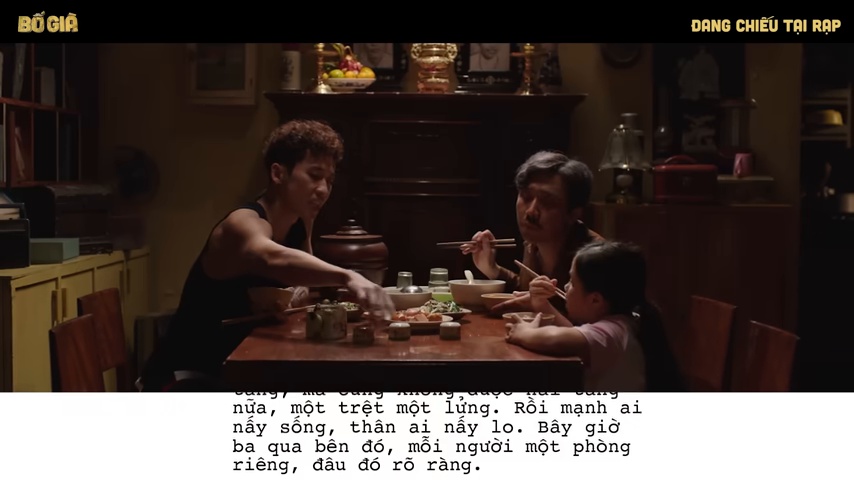 BỐ GIÀ
ĐANG CHIẾU TẠI RẠP
nữa, một trệt một lửng. Rồi mạnh ai
nấy sống, thân ai nấy lo. Bây giờ
ba qua bên đó, mỗi người một phòng
riêng, đâu đó rõ ràng.